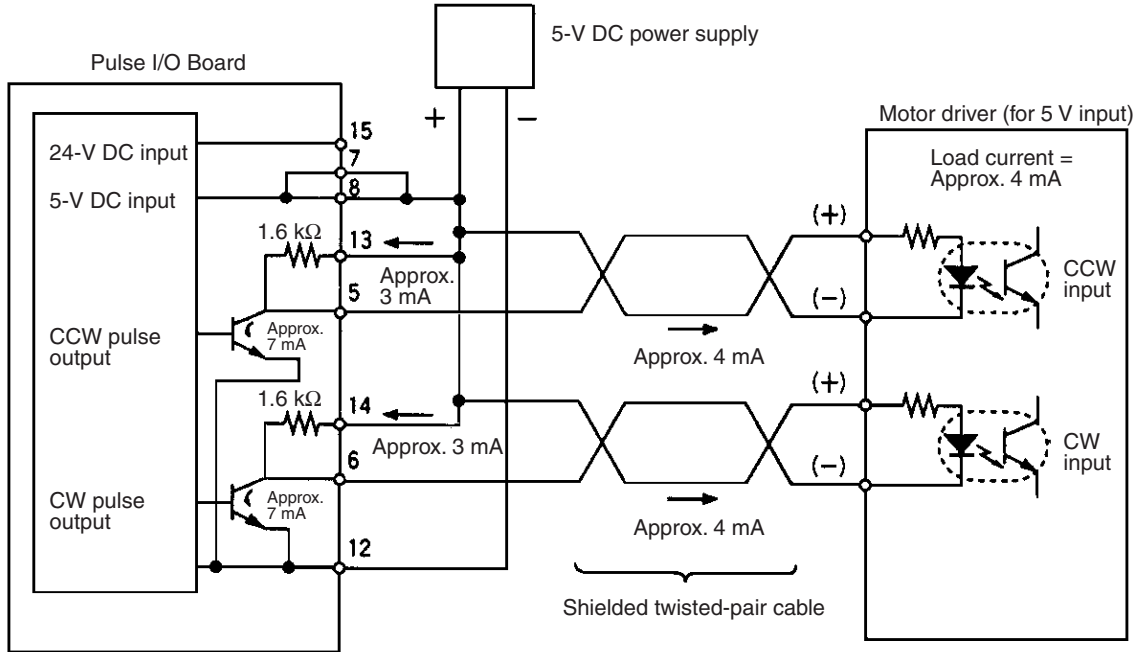 5-V DC power supply
Pulse I/O Board
+
−
Motor driver (for 5 V input)
24-V DC input
15
7
5-V DC input
8
Load current =
Approx. 4 mA
1.6 kΩ
13
Approx.
3 mA
(+)
CCW
input
5
(−)
CCW pulse
output
Approx.
7 mA
Approx. 4 mA
1.6 kΩ
14
Approx. 3 mA
(+)
CW
input
6
(−)
CW pulse
output
Approx.
7 mA
Approx. 4 mA
12
Shielded twisted-pair cable